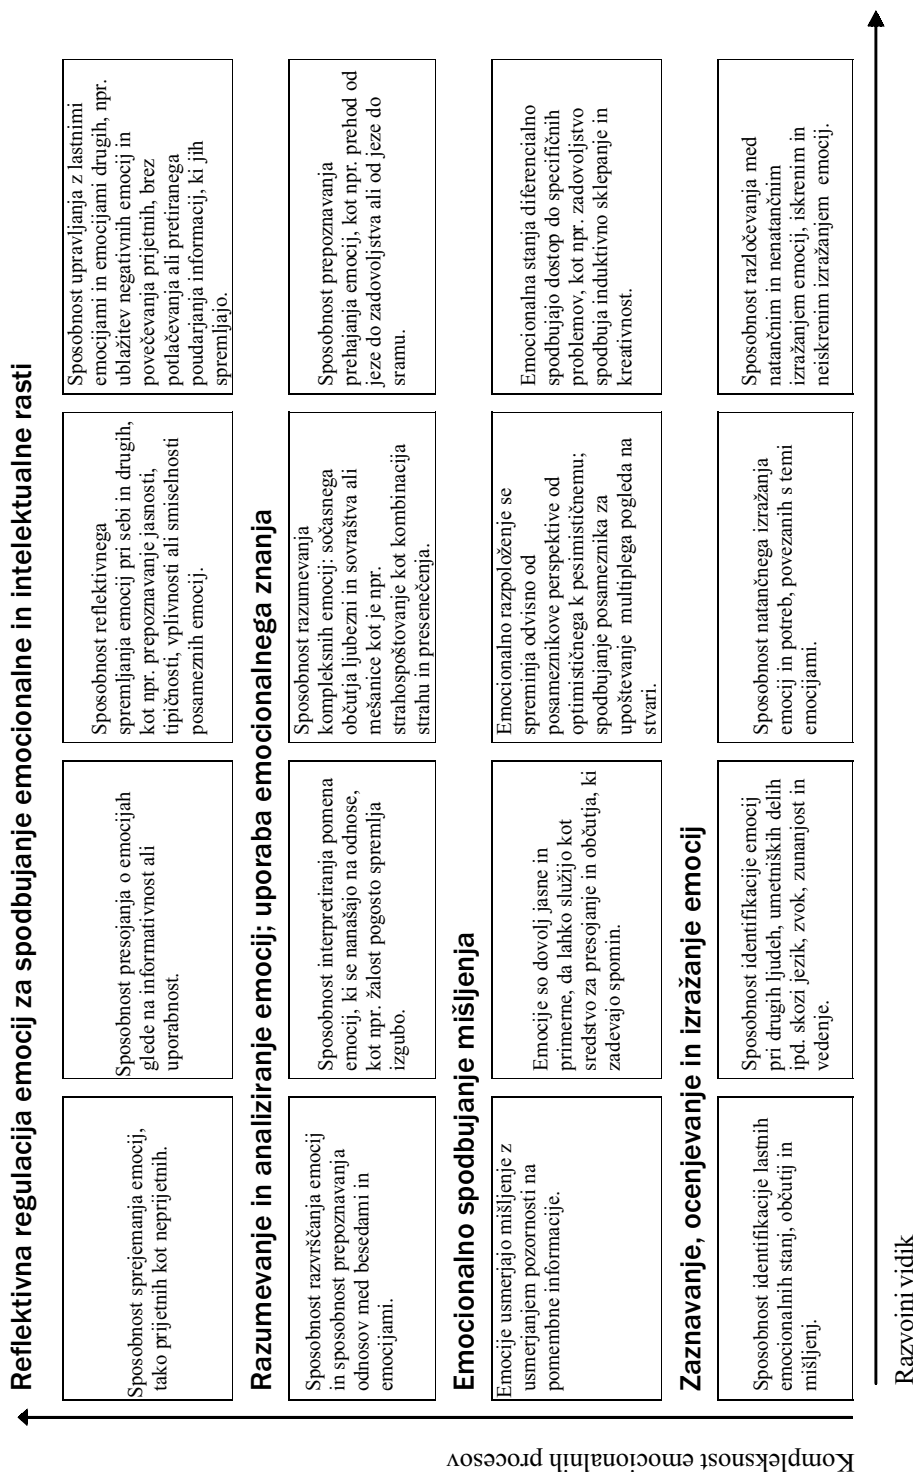 Reflektivna regulacija emocij za spodbujanje emocionalne in intelektualne rasti
Sposobnost sprejemanja emocij,
tako prijetnih kot neprijetnih.
Sposobnost presojanja o emocijah
glede na informativnost ali
uporabnost.
Sposobnost reflektivnega
spremljanja emocij pri sebi in drugih,
kot npr. prepoznavanje jasnosti,
tipičnosti, vplivnosti ali smiselnosti
posameznih emocij.
Sposobnost upravljanja z lastnimi
emocijami in emocijami drugih, npr.
ublažitev negativnih emocij in
povečevanja prijetnih, brez
potlačevanja ali pretiranega
poudarjanja informacij, ki jih
spremljajo.
Razumevanje in analiziranje emocij; uporaba emocionalnega znanja
Sposobnost razvrščanja emocij
in sposobnost prepoznavanja
odnosov med besedami in
emocijami.
Sposobnost interpretiranja pomena
emocij, ki se nanašajo na odnose,
kot npr. žalost pogosto spremlja
izgubo.
Sposobnost razumevanja
kompleksnih emocij: sočasnega
občutja ljubezni in sovraštva ali
mešanice kot je npr.
strahospoštovanje kot kombinacija
strahu in presenečenja.
Sposobnost prepoznavanja
prehajanja emocij, kot npr. prehod od
jeze do zadovoljstva ali od jeze do
sramu.
Emocionalno spodbujanje mišljenja
Emocije usmerjajo mišljenje z
usmerjanjem pozornosti na
pomembne informacije.
Emocije so dovolj jasne in
primerne, da lahko služijo kot
sredstvo za presojanje in občutja, ki
zadevajo spomin.
Emocionalno razpoloženje se
spreminja odvisno od
posameznikove perspektive od
optimističnega k pesimističnemu;
spodbujanje posameznika za
upoštevanje multiplega pogleda na
stvari.
Emocionalna stanja diferencialno
spodbujajo dostop do specifičnih
problemov, kot npr. zadovoljstvo
spodbuja induktivno sklepanje in
kreativnost.
Zaznavanje, ocenjevanje in izražanje emocij
Sposobnost identifikacije lastnih
emocionalnih stanj, občutij in
mišljenj.
Sposobnost identifikacije emocij
pri drugih ljudeh, umetniških delih
ipd. skozi jezik, zvok, zunanjost in
vedenje.
Sposobnost natančnega izražanja
emocij in potreb, povezanih s temi
emocijami.
Sposobnost razločevanja med
natančnim in nenatančnim
izražanjem emocij, iskrenim in
neiskrenim izražanjem emocij.
Kompleksnost emocionalnih procesov
Razvojni vidik